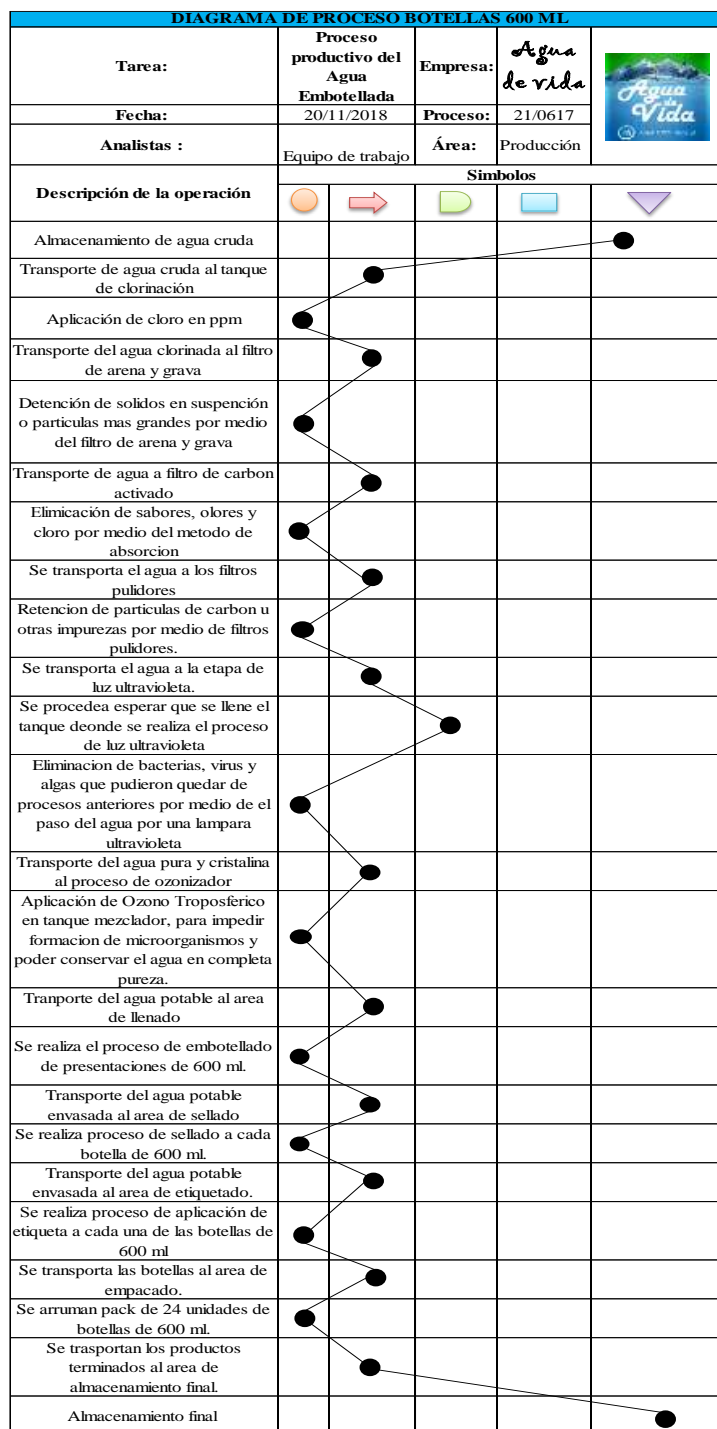 DIAGRAMA DE PROCESO BOTELLAS 600 ML
Tarea:
Proceso
productivo del
Agua
Embotellada
Empresa:
Agua
de vida
Agua
de
Vida
Fecha:
20/11/2018
Proceso:
21/0617
Analistas :
Equipo de trabajo
Área:
Producción
Descripción de la operación
Simbolos
Almacenamiento de agua cruda
Transporte de agua cruda al tanque
de clorinación
Aplicación de cloro en ppm
Transporte del agua clorinada al filtro
de arena y grava
Detención de solidos en suspención
o particulas mas grandes por medio
del filtro de arena y grava
Transporte de agua a filtro de carbon
activado
Elimicación de sabores, olores y
cloro por medio del metodo de
absorcion
Se transporta el agua a los filtros
pulidores
Retencion de particulas de carbon u
otras impurezas por medio de filtros
pulidores.
Se transporta el agua a la etapa de
luz ultravioleta.
Se procedea esperar que se llene el
tanque deonde se realiza el proceso
de luz ultravioleta
Eliminacion de bacterias, virus y
algas que pudieron quedar de
procesos anteriores por medio de el
paso del agua por una lampara
ultravioleta
Transporte del agua pura y cristalina
al proceso de ozonizador
Aplicación de Ozono Troposferico
en tanque mezclador, para impedir
formacion de microorganismos y
poder conservar el agua en completa
pureza.
Tranporte del agua potable al area
de llenado
Se realiza el proceso de embotellado
de presentaciones de 600 ml.
Transporte del agua potable
envasada al area de sellado
Se realiza proceso de sellado a cada
botella de 600 ml.
Transporte del agua potable
envasada al area de etiquetado.
Se realiza proceso de aplicación de
etiqueta a cada una de las botellas de
600 ml
Se transporta las botellas al area de
empacado.
Se arruman pack de 24 unidades de
botellas de 600 ml.
Se trasportan los productos
terminados al area de
almacenamiento final.
Almacenamiento final